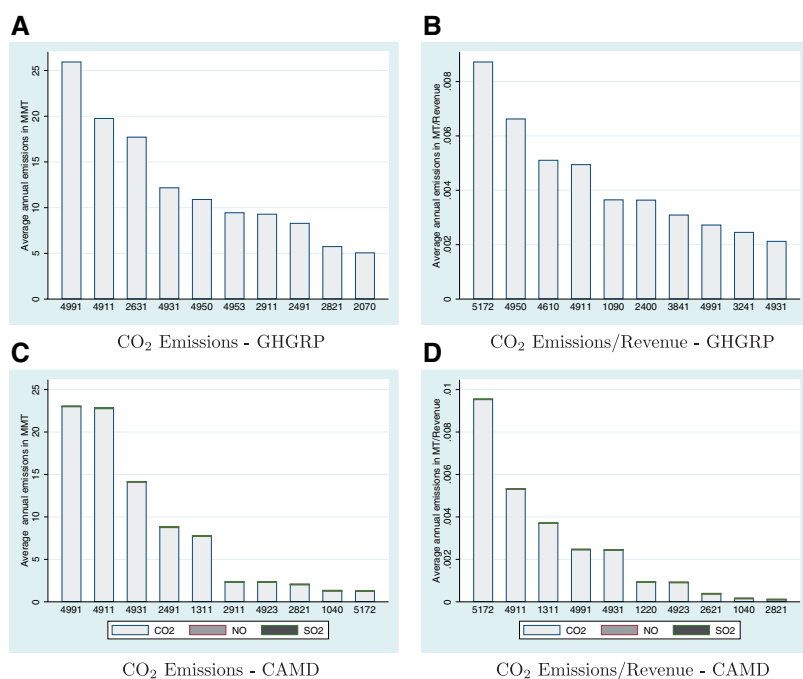 A
Average annual emissions in MMT
25
20
15
10
5
0
4991 4911 2631 4931 4950 4953 2911 2491 2821 2070
CO₂ Emissions - GHGRP
B
Average annual emissions in MT/Revenue
.008
.006
.004
.002
0
5172 4950 4610 4911 1090 2400 3841 4991 3241 4931
CO₂ Emissions/Revenue - GHGRP
C
Average annual emissions in MMT
25
20
15
10
5
0
4991 4911 4931 2491 1311 2911 4923 2821 1040 5172
CO2 NO SO2
CO₂ Emissions - CAMD
D
Average annual emissions in MT/Revenue
.01
.008
.006
.004
.002
0
5172 4911 1311 4991 4931 1220 4923 2621 1040 2821
CO2 NO SO2
CO₂ Emissions/Revenue - CAMD